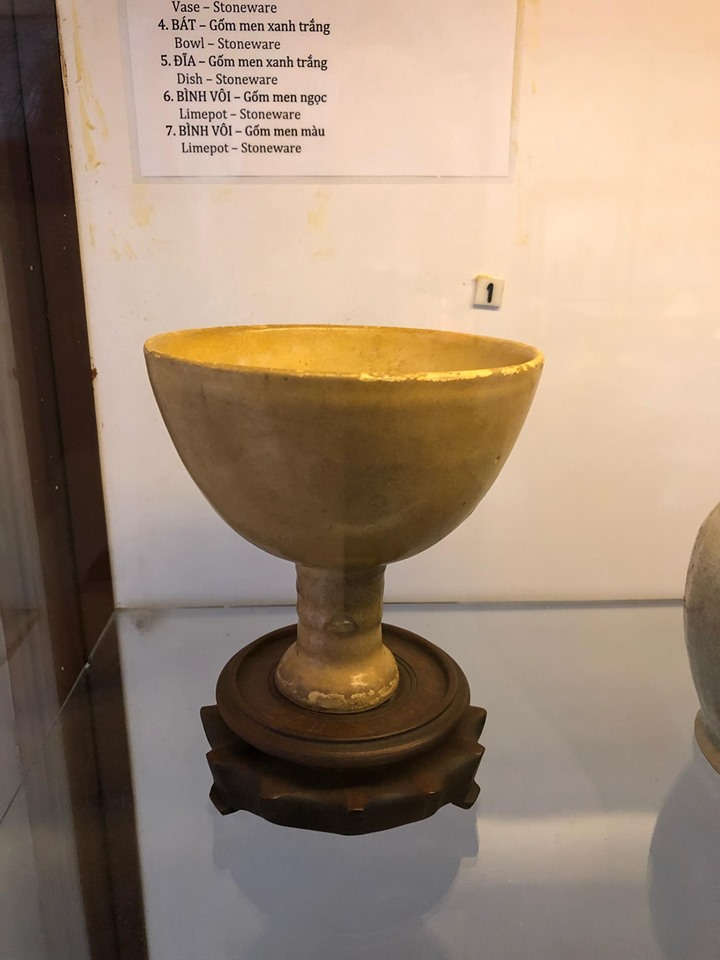 Vase – Stoneware
4. BÁT – Gốm men xanh trắng
Bowl – Stoneware
5. ĐĨA – Gốm men xanh trắng
Dish – Stoneware
6. BÌNH VÔI – Gốm men ngọc
Limepot – Stoneware
7. BÌNH VÔI – Gốm men màu
Limepot – Stoneware
1